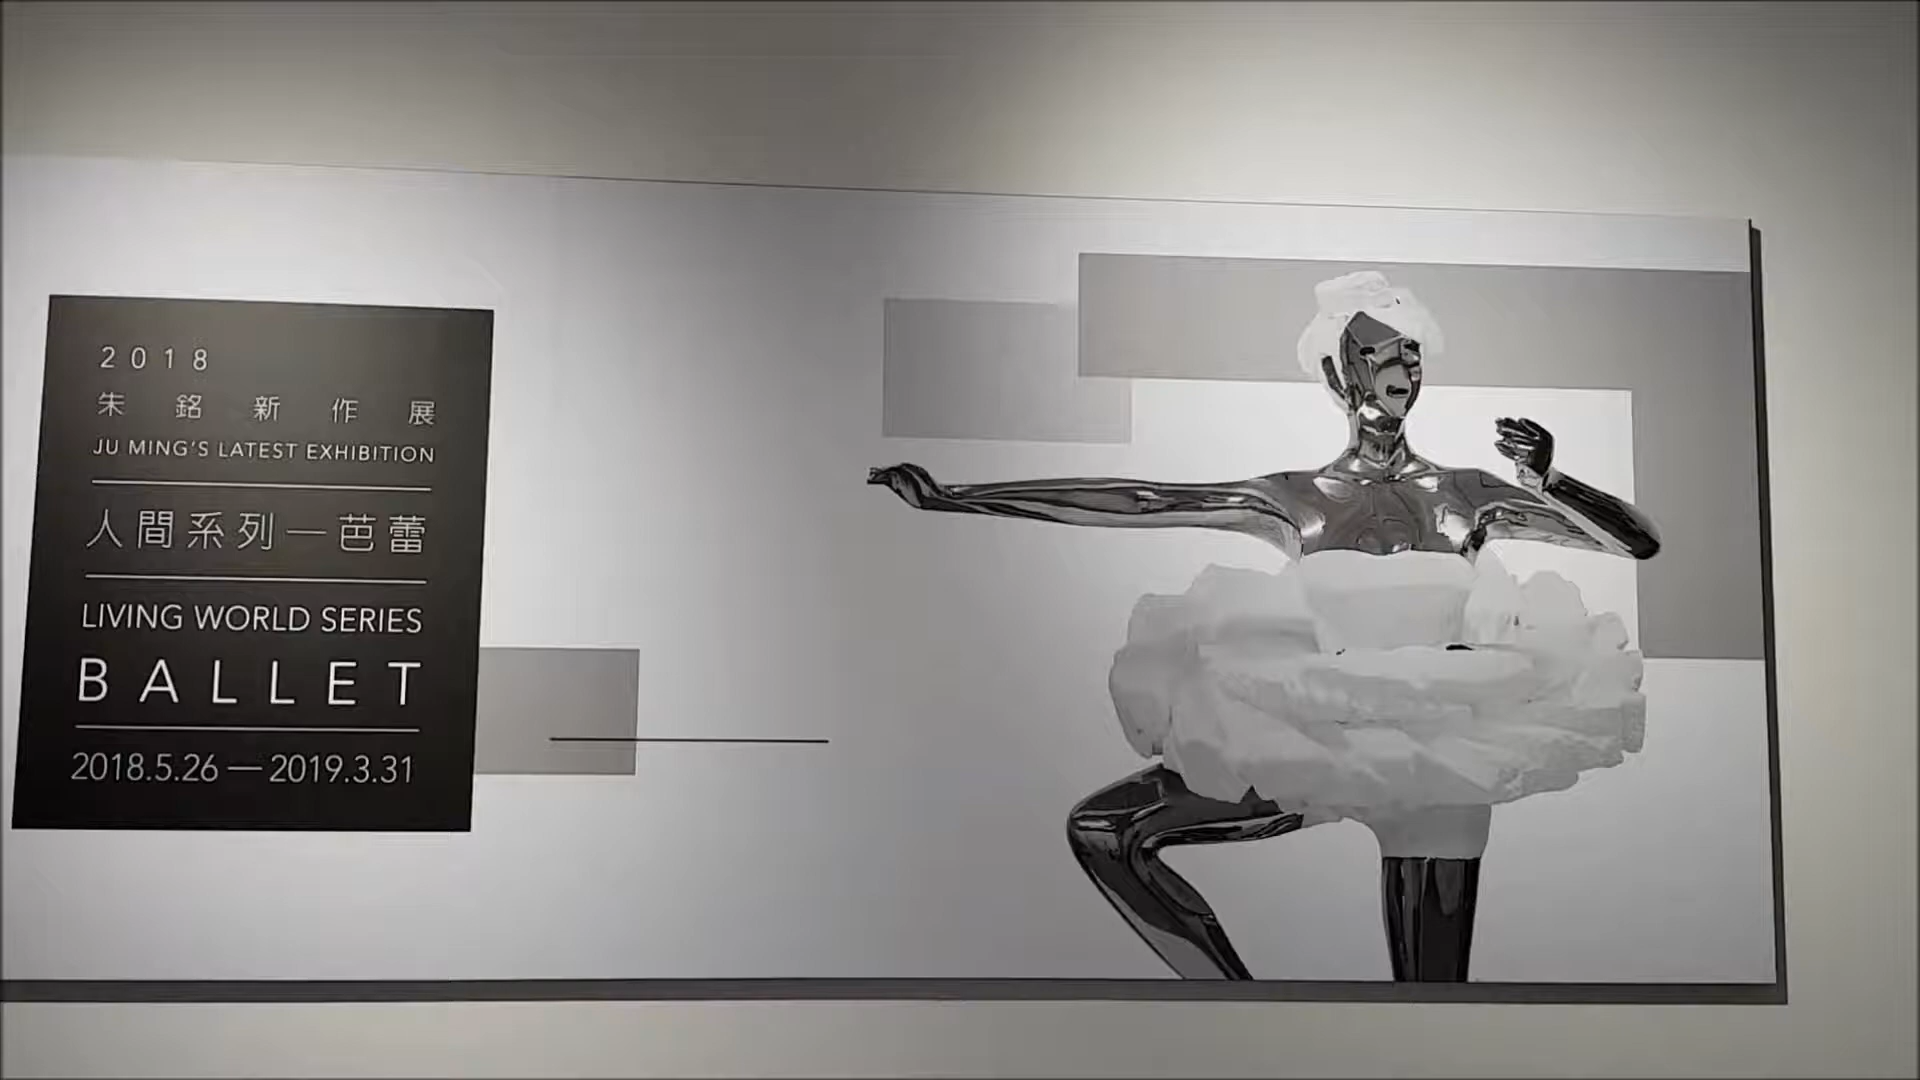 2018
朱銘新作展
JU MING'S LATEST EXHIBITION
人間系列—芭蕾
LIVING WORLD SERIES
BALLET
2018.5.26—2019.3.31